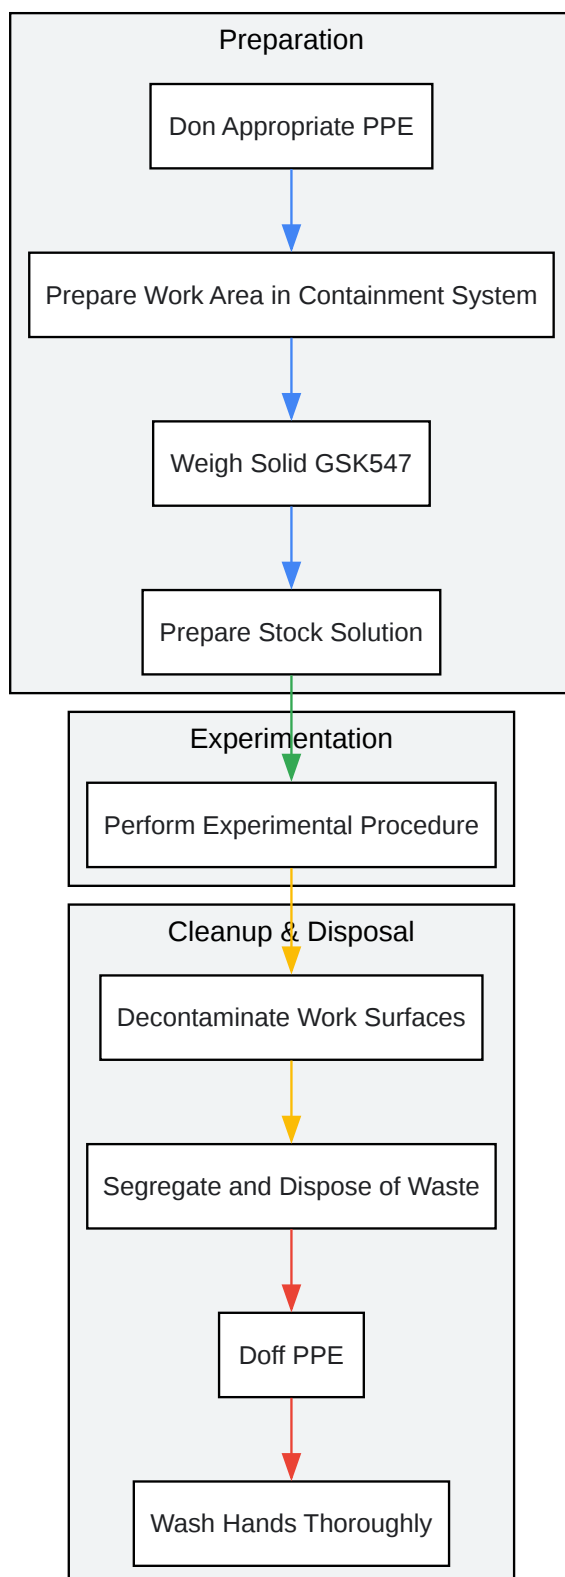 Preparation
Don Appropriate PPE
Prepare Work Area in Containment System
Weigh Solid GSK547
Prepare Stock Solution
Experimentation
Perform Experimental Procedure
Cleanup & Disposal
Decontaminate Work Surfaces
Segregate and Dispose of Waste
Doff PPE
Wash Hands Thoroughly